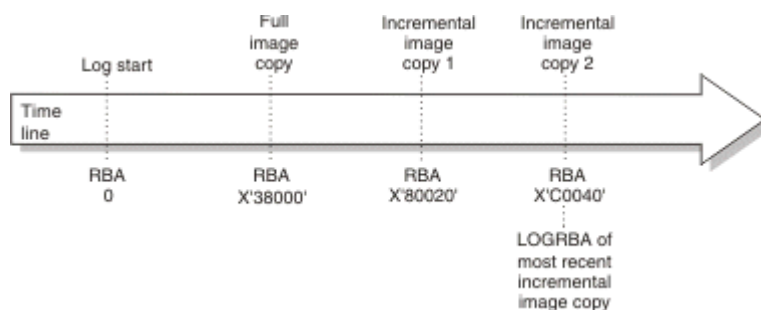 Log start
Full
image
copy
Incremental
image
copy 1
Incremental
image
copy 2
Time
line
RBA
0
RBA
X'38000'
RBA
X'80020'
RBA
X'C0040'
LOGRBA of
most recent
incremental
image copy